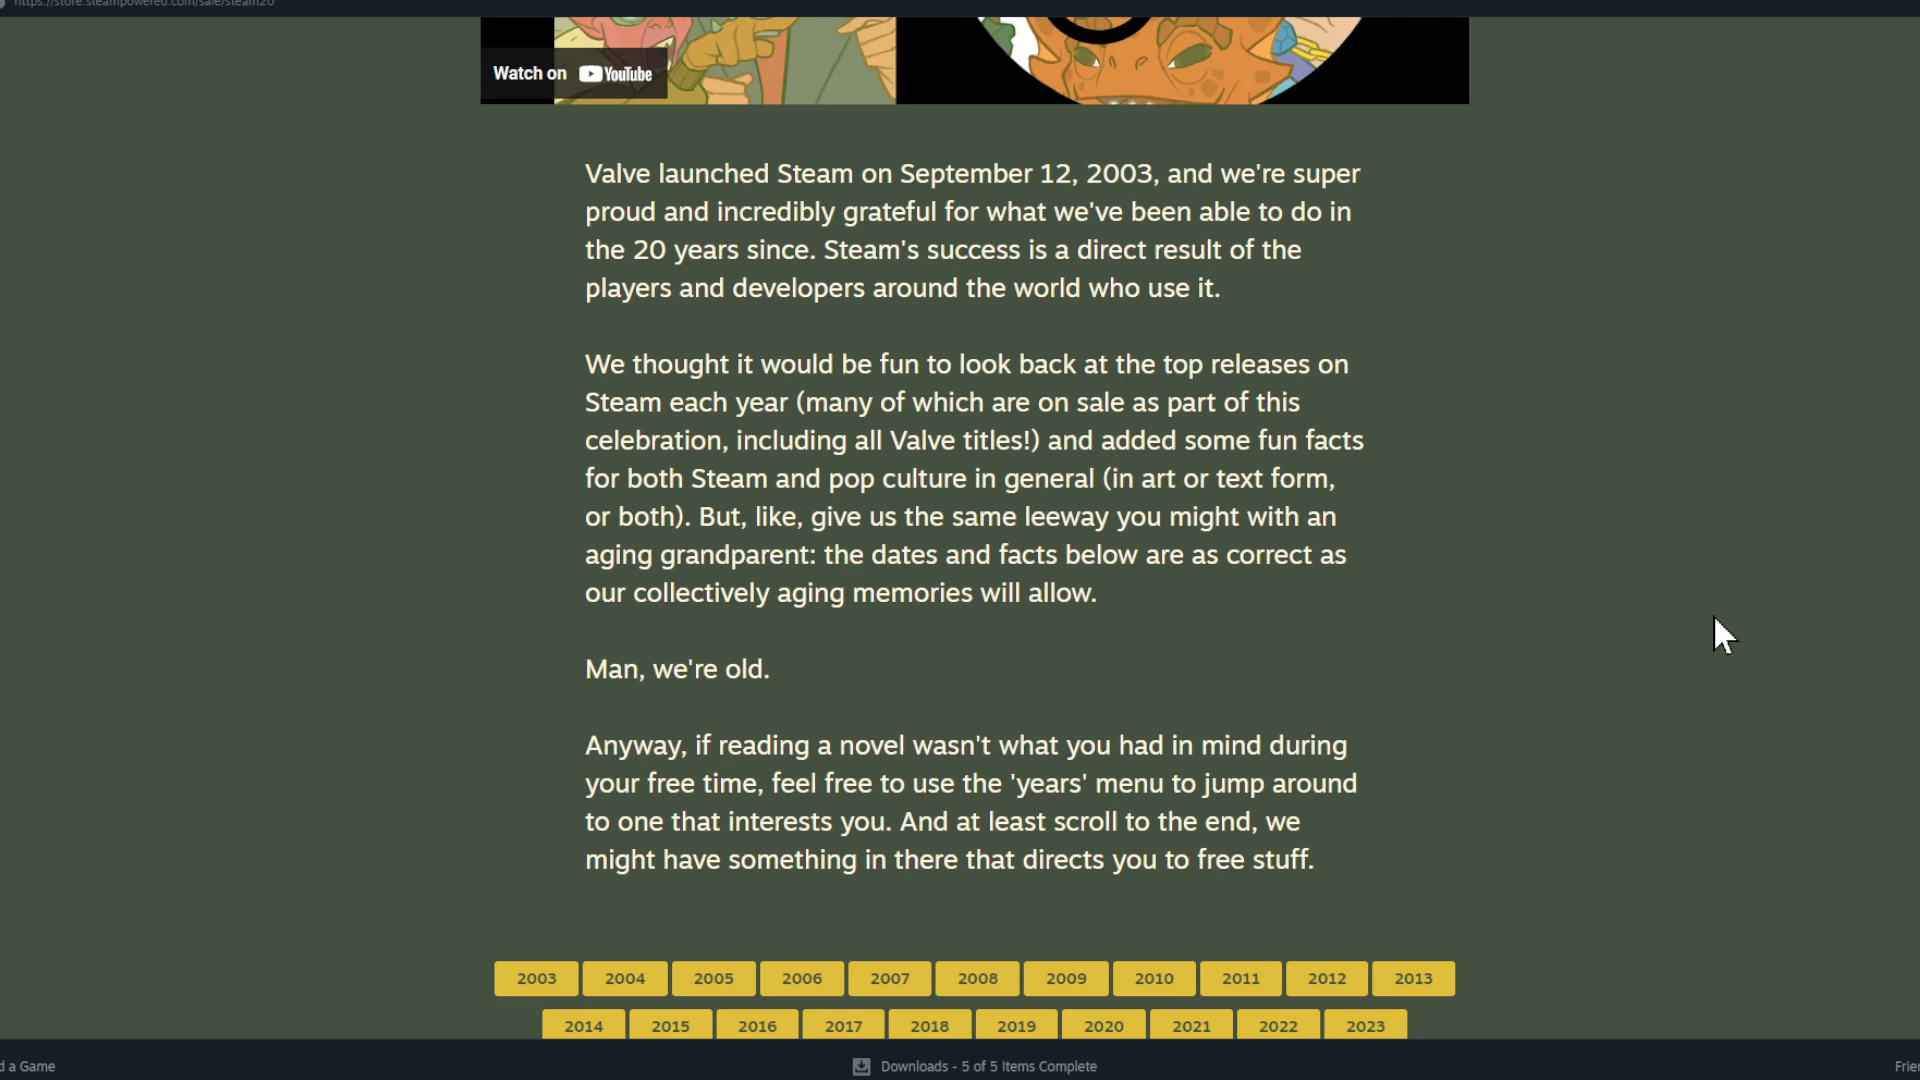 https://store.steampowered.com/sale/steam20
Watch on YouTube
Valve launched Steam on September 12, 2003, and we're super
proud and incredibly grateful for what we've been able to do in
the 20 years since. Steam's success is a direct result of the
players and developers around the world who use it.
We thought it would be fun to look back at the top releases on
Steam each year (many of which are on sale as part of this
celebration, including all Valve titles!) and added some fun facts
for both Steam and pop culture in general (in art or text form,
or both). But, like, give us the same leeway you might with an
aging grandparent: the dates and facts below are as correct as
our collectively aging memories will allow.
Man, we're old.
Anyway, if reading a novel wasn't what you had in mind during
your free time, feel free to use the 'years' menu to jump around
to one that interests you. And at least scroll to the end, we
might have something in there that directs you to free stuff.
2003 2004 2005 2006 2007 2008 2009 2010 2011 2012 2013
2014 2015 2016 2017 2018 2019 2020 2021 2022 2023
d a Game Downloads - 5 of 5 Items Complete Frie